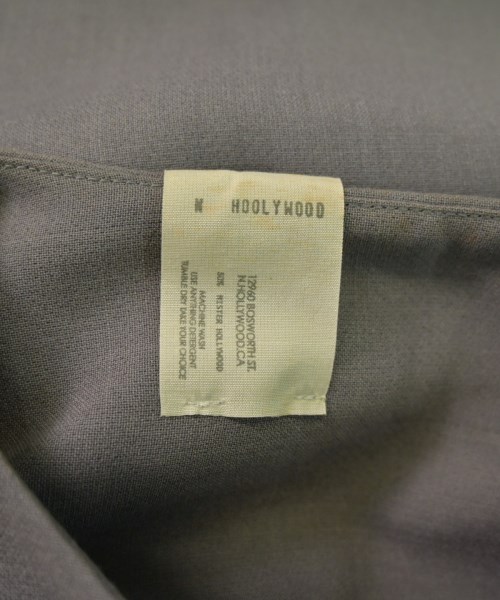 N HOOLYWOOD
12960 BOSWORTH ST.
N.HOLLYWOOD.CA
50% MISTER HOLLYWOOD
MACHINE WASH
USE ANYTHING DETERGENT
TUMBLE DRY TAKE YOUR CHOICE